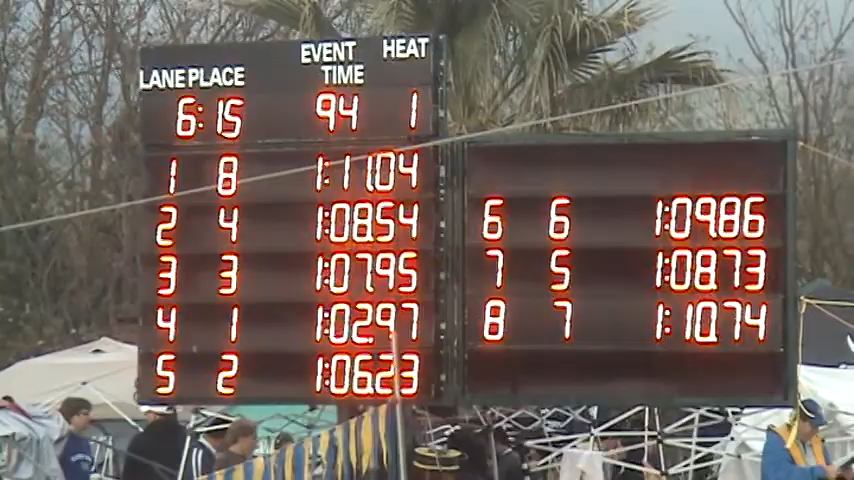 EVENT HEAT
LANE PLACE TIME
6:15 94 1
1 8 1:11.04
2 4 1:08.54
3 3 1:07.95
4 1 1:02.97
5 2 1:06.23
6 6 1:09.86
7 5 1:08.73
8 7 1:10.74